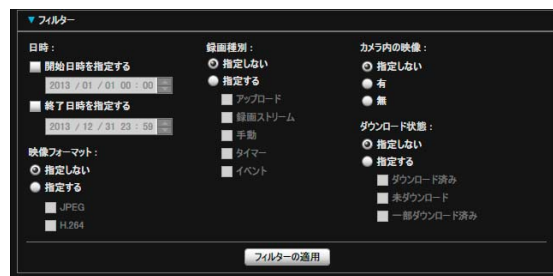 ▼フィルター
日時：
開始日時を指定する
2013 / 01 / 01 00 : 00
終了日時を指定する
2013 / 12 / 31 23 : 59
映像フォーマット：
指定しない
指定する
JPEG
H.264
録画種別：
指定しない
指定する
アップロード
録画ストリーム
手動
タイマー
イベント
カメラ内の映像：
指定しない
有
無
ダウンロード状態：
指定しない
指定する
ダウンロード済み
未ダウンロード
一部ダウンロード済み
フィルターの適用